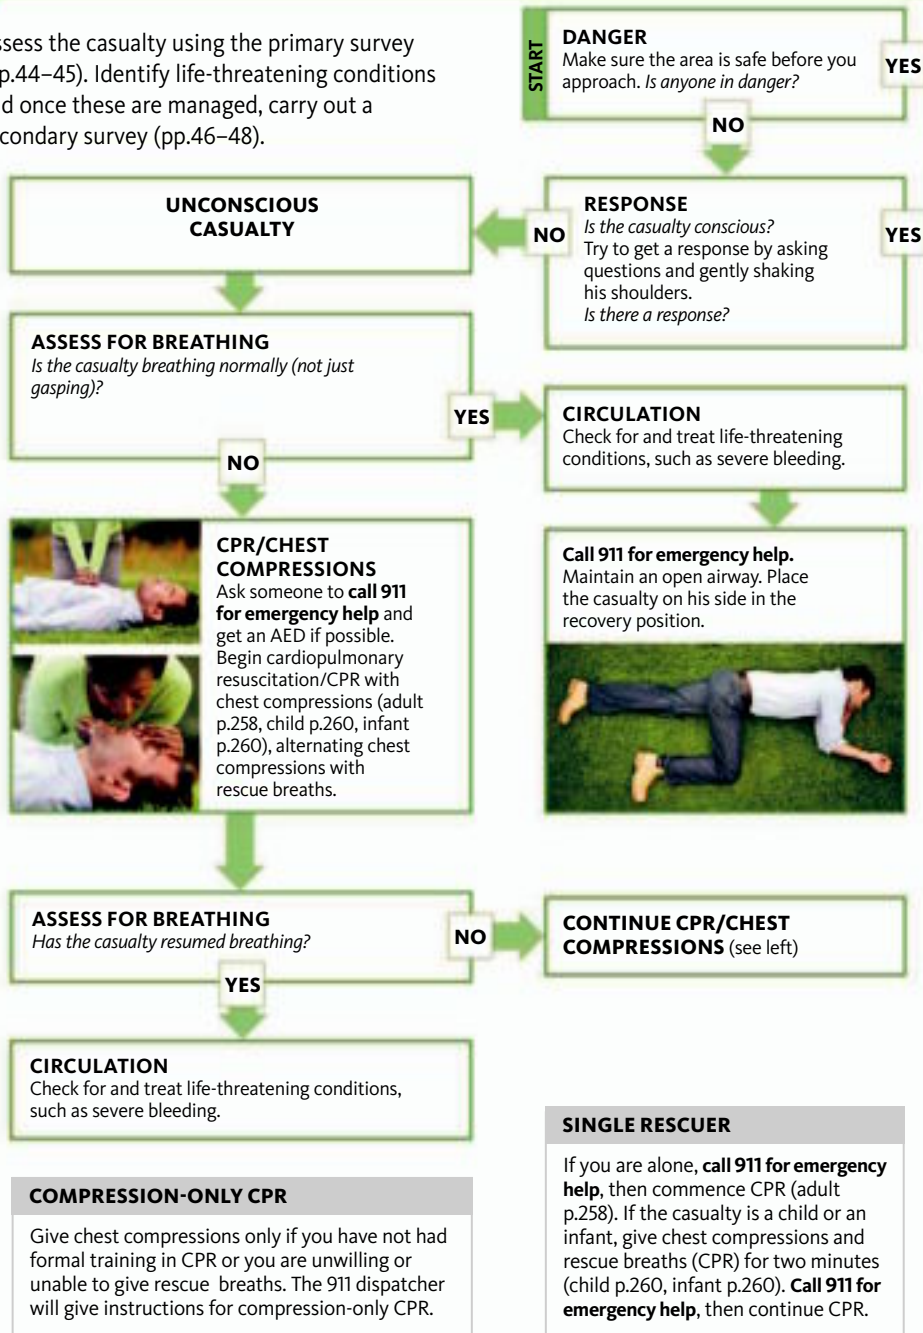 ssess the casualty using the primary survey
p.44–45). Identify life-threatening conditions
d once these are managed, carry out a
condary survey (pp.46–48).
START
DANGER
Make sure the area is safe before you
approach. Is anyone in danger?
YES
NO
RESPONSE
Is the casualty conscious?
Try to get a response by asking
questions and gently shaking
his shoulders.
Is there a response?
YES
NO
UNCONSCIOUS
CASUALTY
ASSESS FOR BREATHING
Is the casualty breathing normally (not just
gasping)?
YES
NO
CIRCULATION
Check for and treat life-threatening
conditions, such as severe bleeding.
Call 911 for emergency help.
Maintain an open airway. Place
the casualty on his side in the
recovery position.
CPR/CHEST
COMPRESSIONS
Ask someone to call 911
for emergency help and
get an AED if possible.
Begin cardiopulmonary
resuscitation/CPR with
chest compressions (adult
p.258, child p.260, infant
p.260), alternating chest
compressions with
rescue breaths.
ASSESS FOR BREATHING
Has the casualty resumed breathing?
NO
YES
CONTINUE CPR/CHEST
COMPRESSIONS (see left)
CIRCULATION
Check for and treat life-threatening conditions,
such as severe bleeding.
COMPRESSION-ONLY CPR
Give chest compressions only if you have not had
formal training in CPR or you are unwilling or
unable to give rescue breaths. The 911 dispatcher
will give instructions for compression-only CPR.
SINGLE RESCUER
If you are alone, call 911 for emergency
help, then commence CPR (adult
p.258). If the casualty is a child or an
infant, give chest compressions and
rescue breaths (CPR) for two minutes
(child p.260, infant p.260). Call 911 for
emergency help, then continue CPR.